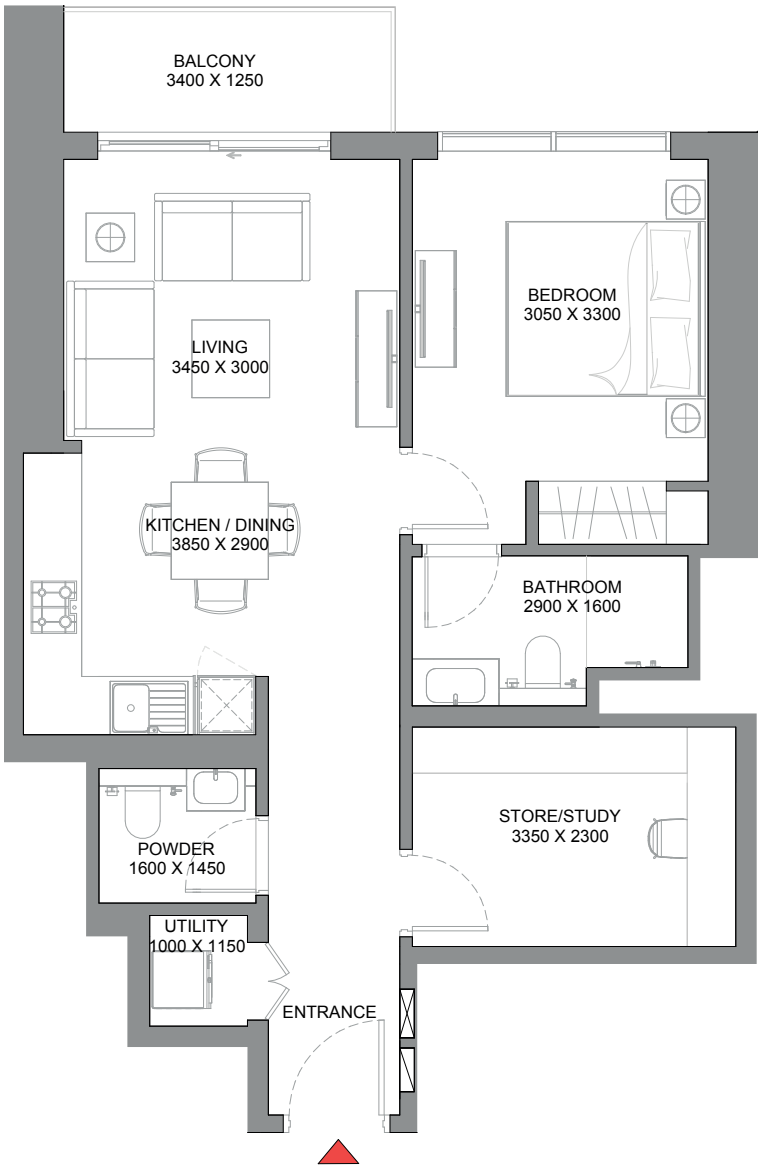 BALCONY
3400 X 1250
BEDROOM
3050 X 3300
LIVING
3450 X 3000
KITCHEN / DINING
3850 X 2900
BATHROOM
2900 X 1600
STORE/STUDY
3350 X 2300
POWDER
1600 X 1450
UTILITY
1000 X 1150
ENTRANCE